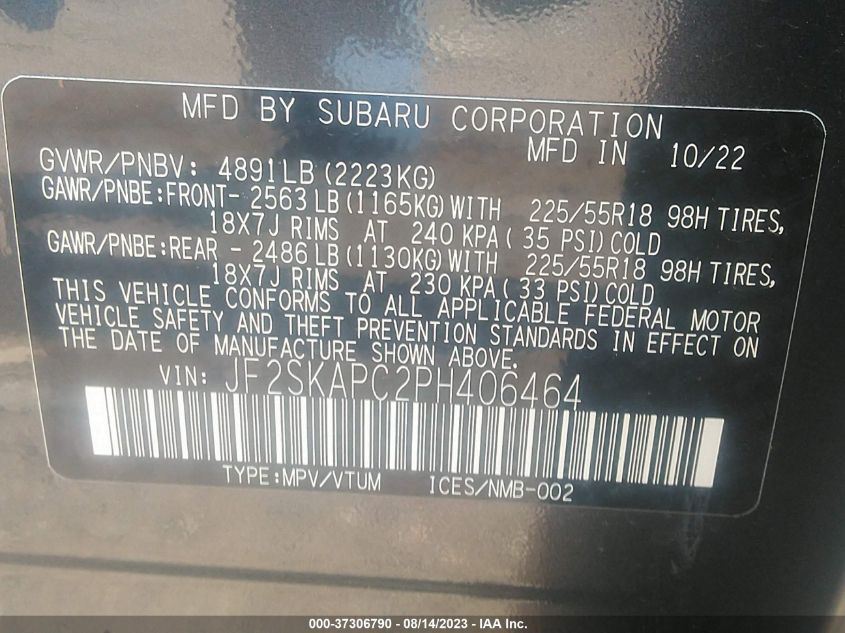 MFD BY SUBARU CORPORATION
MFD IN 10/22
GVWR/PNBV: 4891LB(2223KG)
GAWR/PNBE:FRONT- 2563LB(1165KG)WITH 225/55R18 98H TIRES,
18X7J RIMS AT 240 KPA( 35 PSI)COLD
GAWR/PNBE:REAR - 2486LB(1130KG)WITH 225/55R18 98H TIRES,
18X7J RIMS AT 230 KPA( 33 PSI)COLD
THIS VEHICLE CONFORMS TO ALL APPLICABLE FEDERAL MOTOR
VEHICLE SAFETY AND THEFT PREVENTION STANDARDS IN EFFECT ON
THE DATE OF MANUFACTURE SHOWN ABOVE.
VIN: JF2SKAPC2PH406464
TYPE:MPV/VTUM ICES/NMB-002
000-37306790 - 08/14/2023 - IAA Inc.